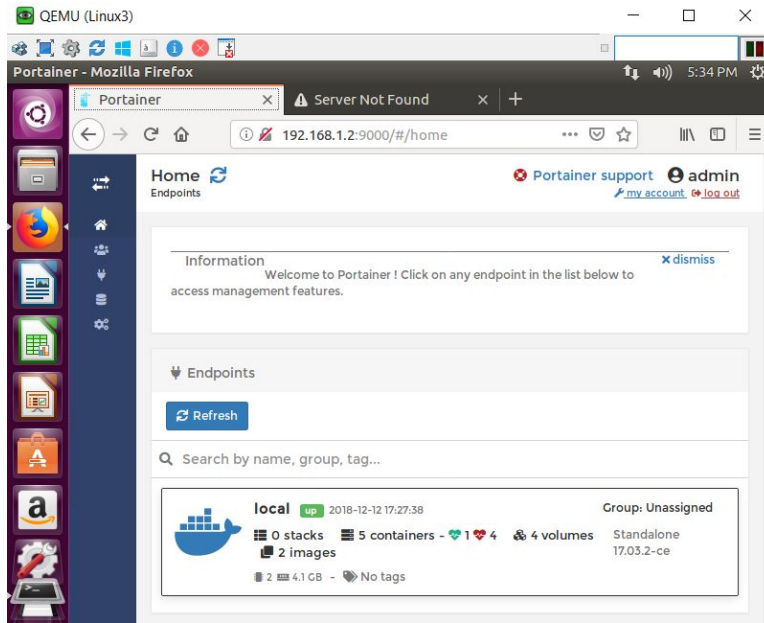 QEMU (Linux3)
Portainer - Mozilla Firefox
5:34 PM
Portainer
Server Not Found
192.168.1.2:9000/#/home
Home
Portainer support
admin
Endpoints
my account
log out
Information
dismiss
Welcome to Portainer ! Click on any endpoint in the list below to
access management features.
Endpoints
Refresh
Search by name, group, tag...
local up 2018-12-12 17:27:38
Group: Unassigned
0 stacks 5 containers - 1 4 4 volumes
Standalone
2 images
17.03.2-ce
2 4.1 GB - No tags